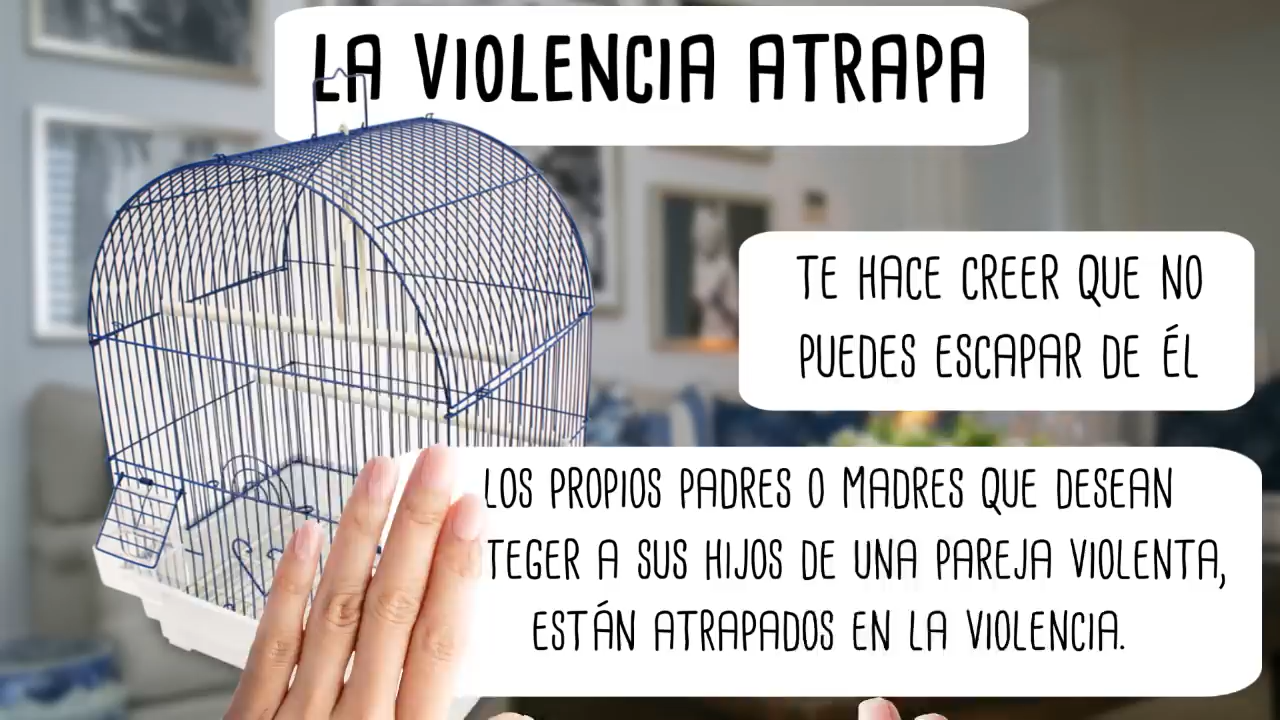 LA VIOLENCIA ATRAPA
TE HACE CREER QUE NO
PUEDES ESCAPAR DE ÉL
LOS PROPIOS PADRES O MADRES QUE DESEAN
TEGER A SUS HIJOS DE UNA PAREJA VIOLENTA,
ESTÁN ATRAPADOS EN LA VIOLENCIA.